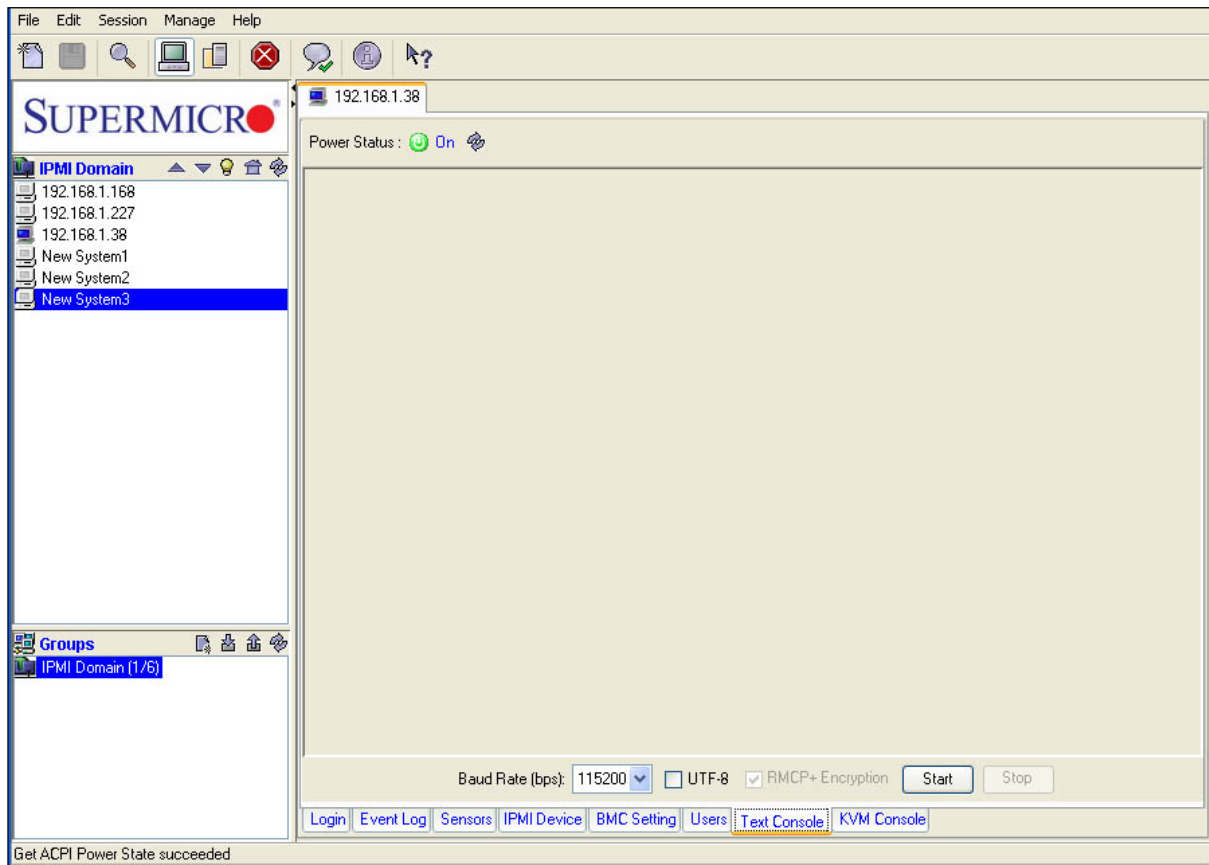 File Edit Session Manage Help
SUPERMICRO®
192.168.1.38
Power Status : On
IPMI Domain
192.168.1.168
192.168.1.227
192.168.1.38
New System1
New System2
New System3
Groups
IPMI Domain (1/6)
Baud Rate (bps): 115200 UTF-8 RMCP+ Encryption Start Stop
Login Event Log Sensors IPMI Device BMC Setting Users Text Console KVM Console
Get ACPI Power State succeeded